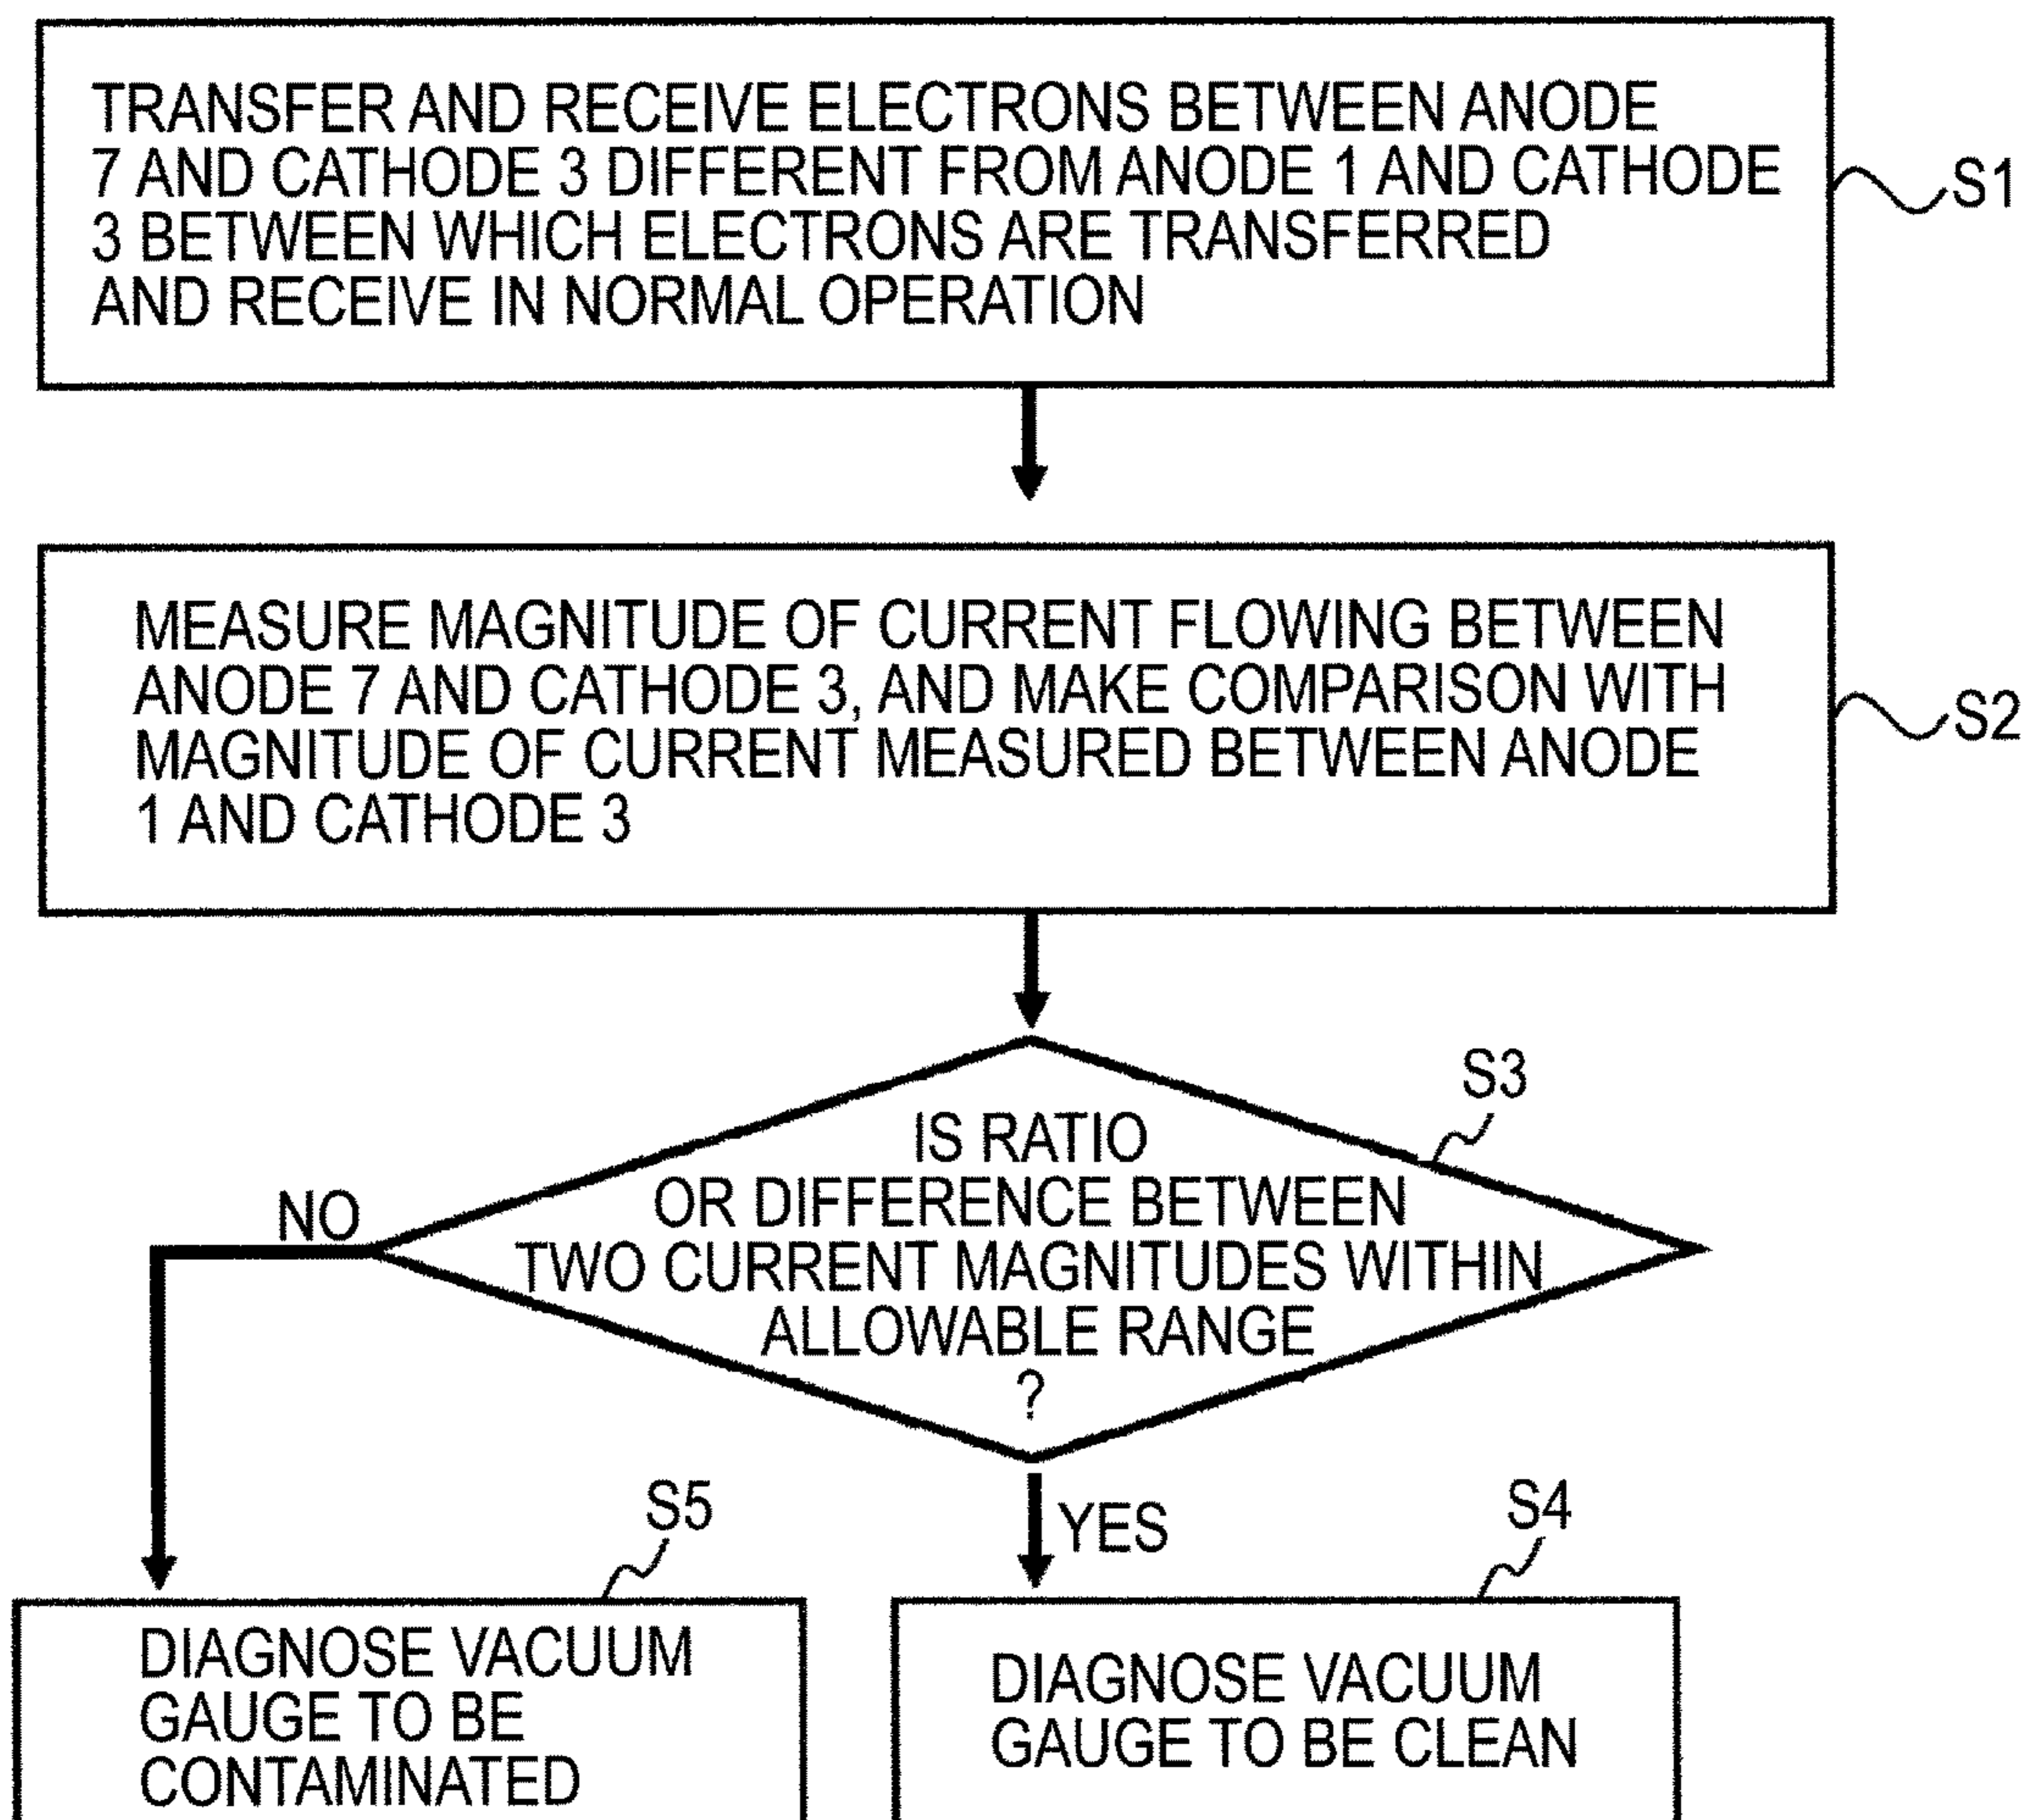 TRANSFER AND RECEIVE ELECTRONS BETWEEN ANODE
7 AND CATHODE 3 DIFFERENT FROM ANODE 1 AND CATHODE
3 BETWEEN WHICH ELECTRONS ARE TRANSFERRED
AND RECEIVE IN NORMAL OPERATION
S1
MEASURE MAGNITUDE OF CURRENT FLOWING BETWEEN
ANODE 7 AND CATHODE 3, AND MAKE COMPARISON WITH
MAGNITUDE OF CURRENT MEASURED BETWEEN ANODE
1 AND CATHODE 3
S2
S3
IS RATIO
OR DIFFERENCE BETWEEN
TWO CURRENT MAGNITUDES WITHIN
ALLOWABLE RANGE
?
NO
YES
S5
DIAGNOSE VACUUM
GAUGE TO BE
CONTAMINATED
S4
DIAGNOSE VACUUM
GAUGE TO BE CLEAN